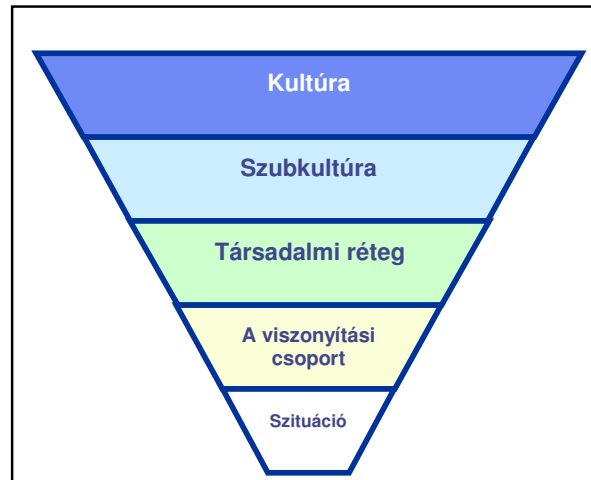 Kultúra
Szubkultúra
Társadalmi réteg
A viszonyítási
csoport
Szituáció